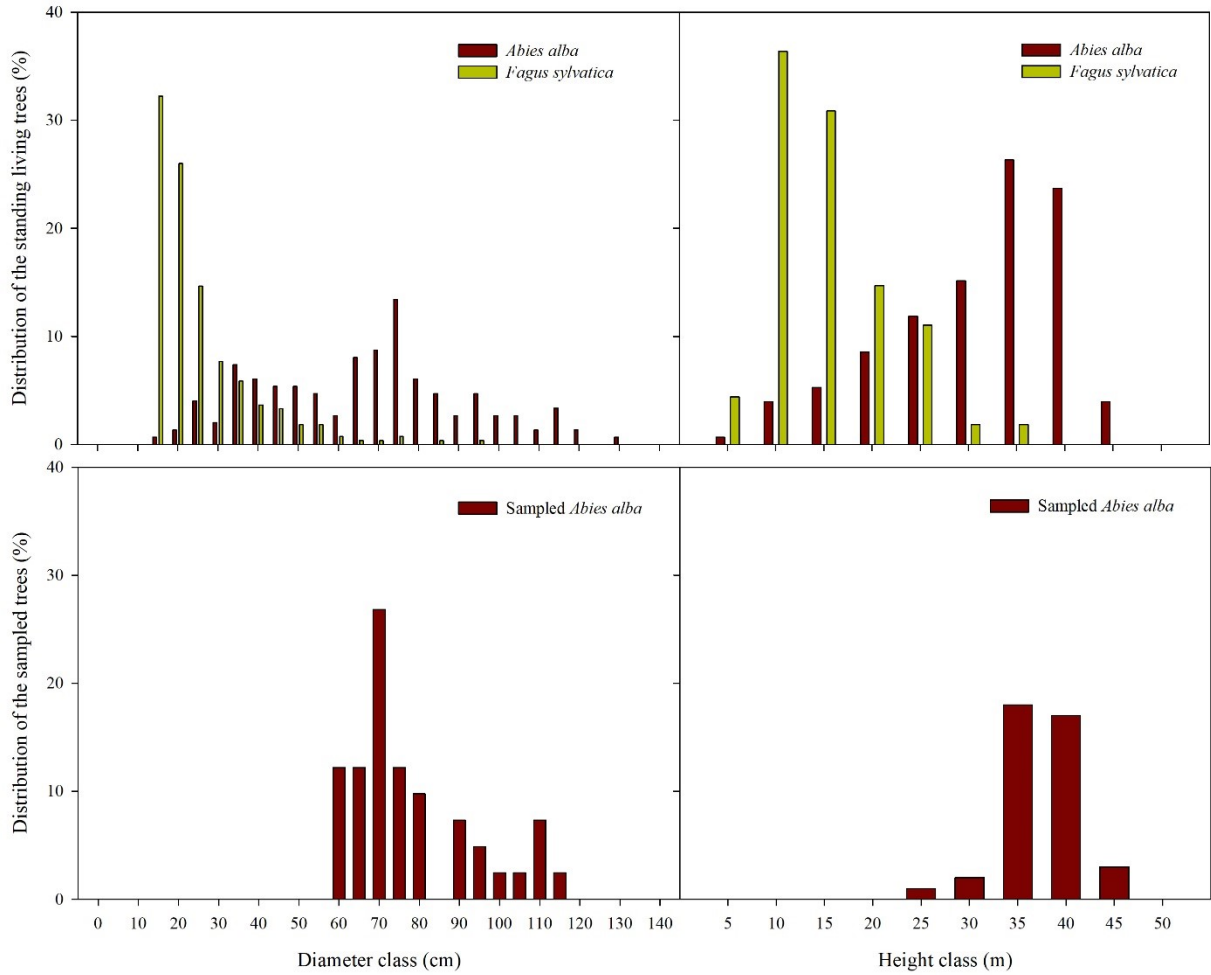 Distribution of the standing living trees (%)
40
30
20
10
0
Abies alba
Fagus sylvatica
Abies alba
Fagus sylvatica
Distribution of the sampled trees (%)
40
30
20
10
0
Sampled Abies alba
Sampled Abies alba
0 10 20 30 40 50 60 70 80 90 100 110 120 130 140
5 10 15 20 25 30 35 40 45 50
Diameter class (cm)
Height class (m)